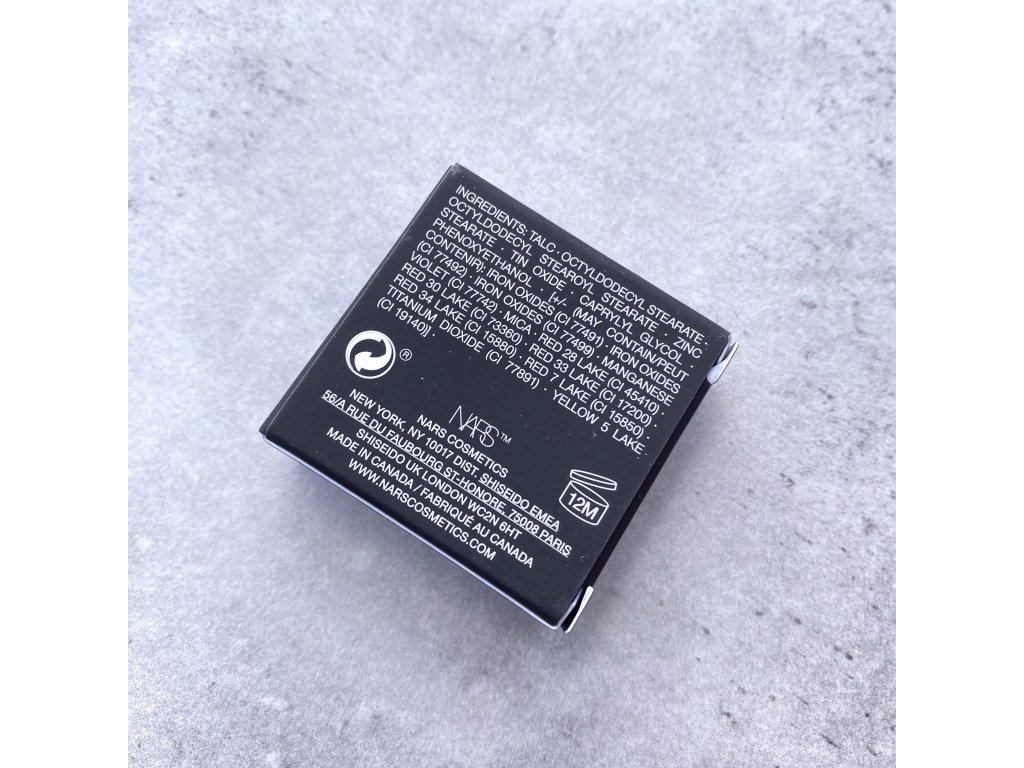 INGREDIENTS: TALC · OCTYLDODECYL STEARATE ·
OCTYLDODECYL STEAROYL STEARATE · ZINC
STEARATE · TIN OXIDE · CAPRYLYL GLYCOL ·
PHENOXYETHANOL · [+/- (MAY CONTAIN/PEUT
CONTENIR): IRON OXIDES (CI 77491) · IRON OXIDES
(CI 77492) · IRON OXIDES (CI 77499) · MANGANESE
VIOLET (CI 77742) · MICA · RED 28 LAKE (CI 45410) ·
RED 30 LAKE (CI 73360) · RED 33 LAKE (CI 17200) ·
RED 34 LAKE (CI 15880) · RED 7 LAKE (CI 15850) ·
TITANIUM DIOXIDE (CI 77891) · YELLOW 5 LAKE
(CI 19140)]
®
NARS™
NARS COSMETICS
NEW YORK, NY 10017 DIST. SHISEIDO EMEA
56/A RUE DU FAUBOURG ST-HONORE, 75008 PARIS
SHISEIDO UK LONDON WC2N 6HT
MADE IN CANADA / FABRIQUÉ AU CANADA
WWW.NARSCOSMETICS.COM
12M